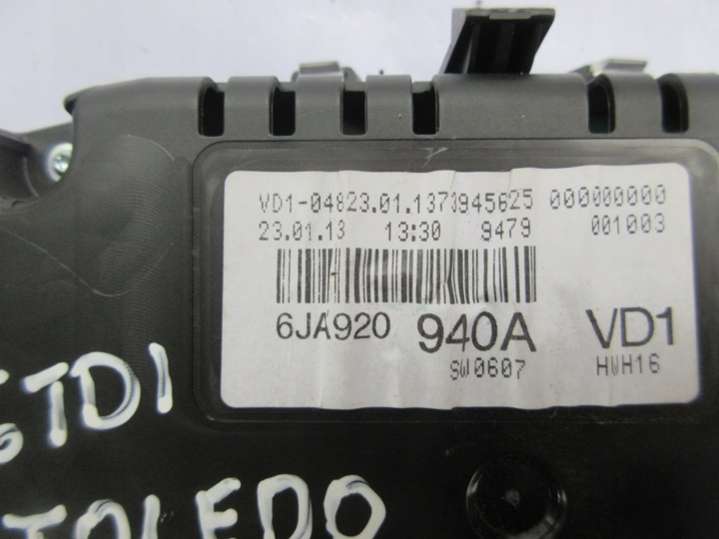 VD1-04823.01.1373945625 000000000
23.01.13 13:30 9479 001003
6JA920 940A VD1
SW0607 HWH16
TDI
TOLEDO